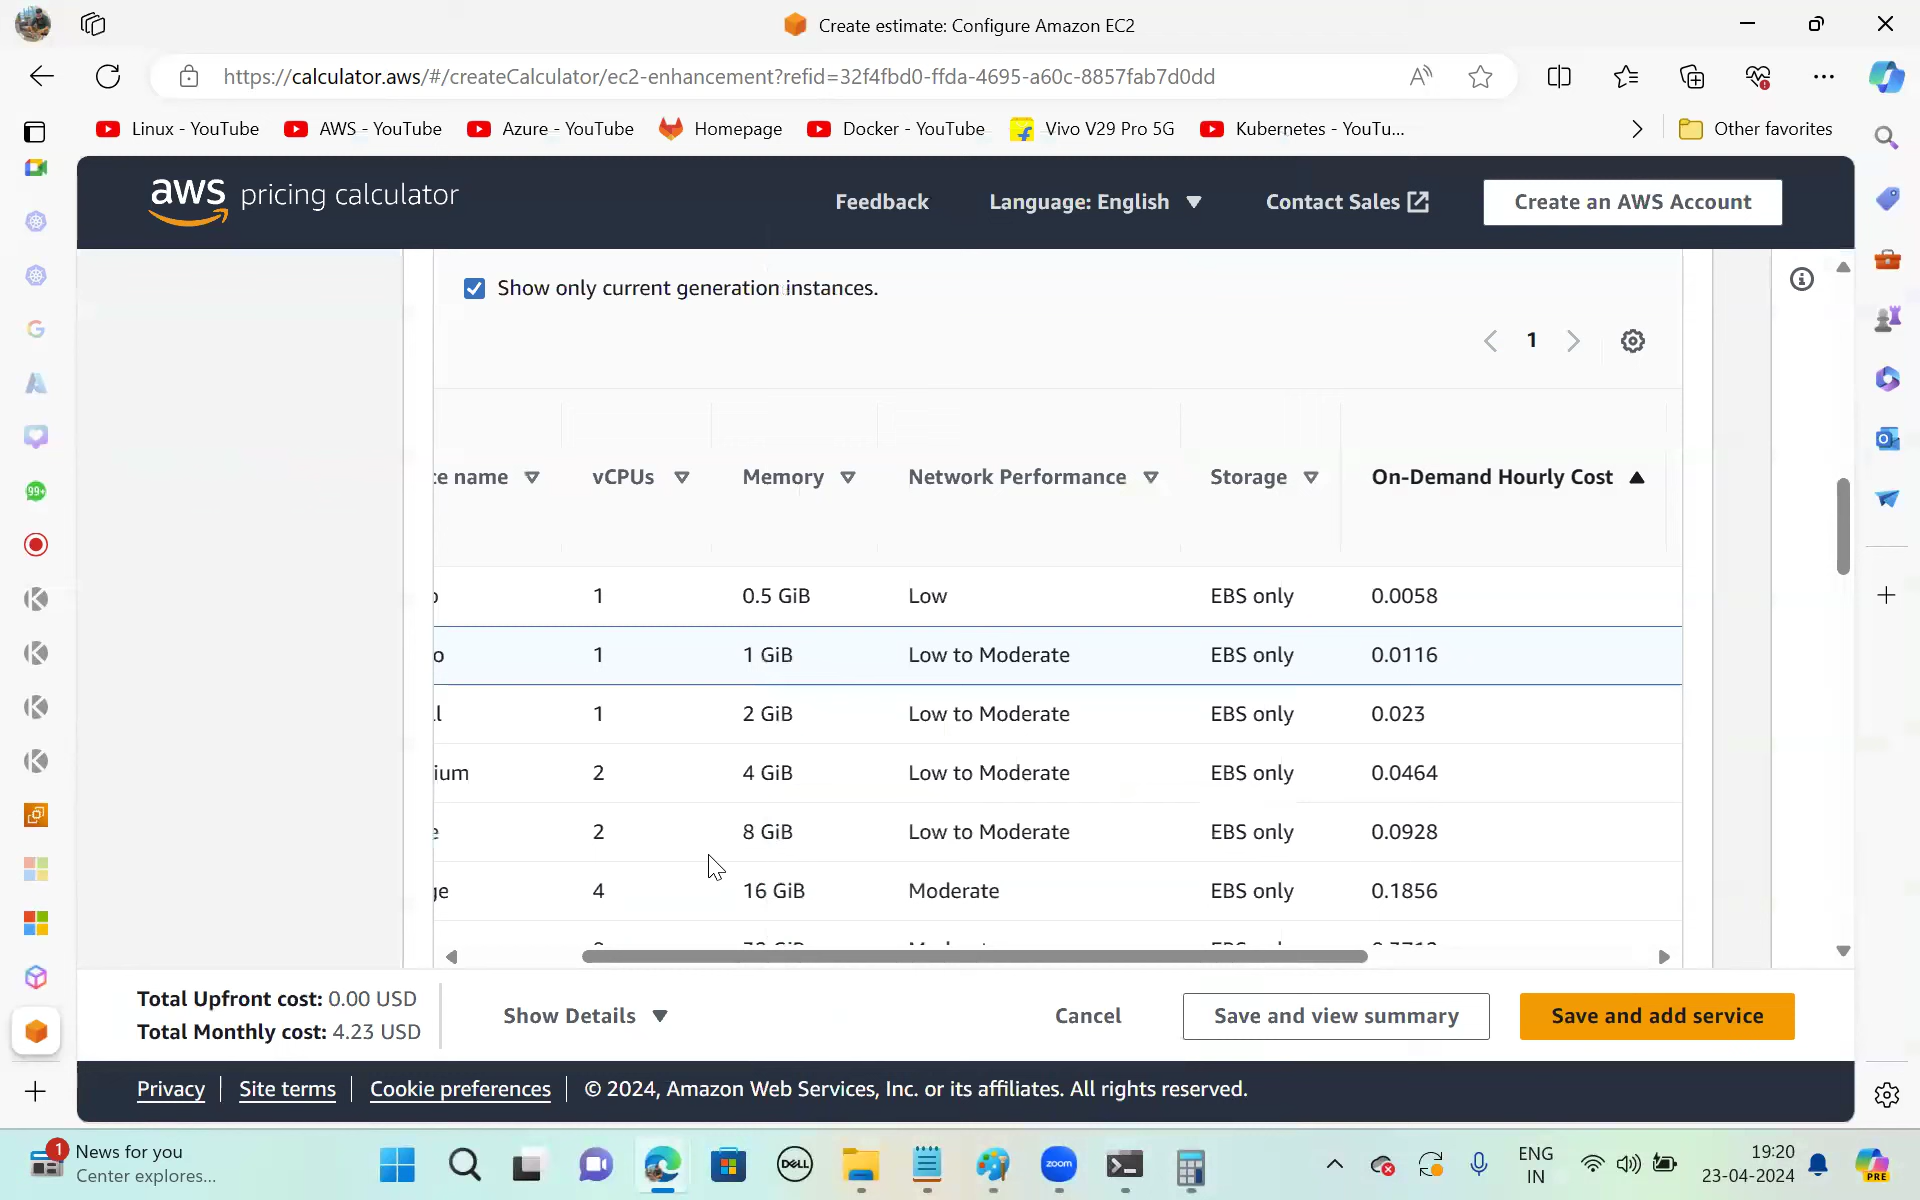 Create estimate: Configure Amazon EC2
https://calculator.aws/#/createCalculator/ec2-enhancement?refid=32f4fbd0-ffda-4695-a60c-8857fab7d0dd
Linux - YouTube
AWS - YouTube
Azure - YouTube
Homepage
Docker - YouTube
Vivo V29 Pro 5G
Kubernetes - YouTu...
Other favorites
aws pricing calculator
Feedback
Language: English
Contact Sales
Create an AWS Account
Show only current generation instances.
1
ce name vCPUs Memory Network Performance Storage On-Demand Hourly Cost
o 1 0.5 GiB Low EBS only 0.0058
o 1 1 GiB Low to Moderate EBS only 0.0116
ll 1 2 GiB Low to Moderate EBS only 0.023
ium 2 4 GiB Low to Moderate EBS only 0.0464
e 2 8 GiB Low to Moderate EBS only 0.0928
ge 4 16 GiB Moderate EBS only 0.1856
Total Upfront cost: 0.00 USD
Total Monthly cost: 4.23 USD
Show Details
Cancel
Save and view summary
Save and add service
Privacy
Site terms
Cookie preferences
© 2024, Amazon Web Services, Inc. or its affiliates. All rights reserved.
99+
1
News for you
Center explores...
DELL
zoom
ENG
IN
19:20
23-04-2024
PRE